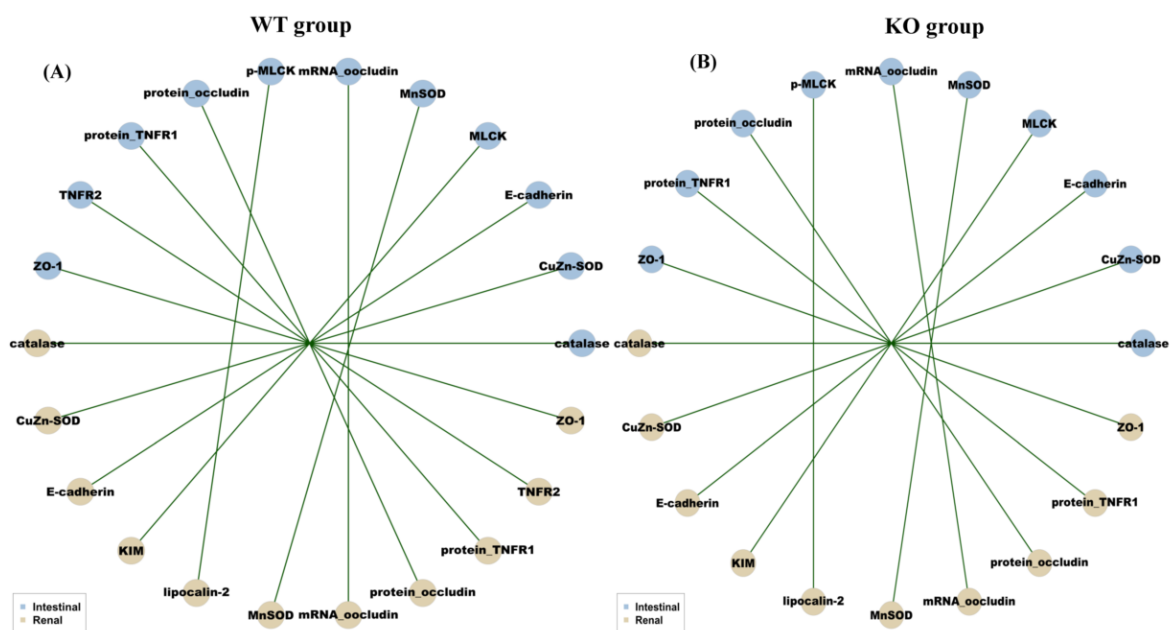 WT group
(A)
p-MLCK
mRNA_oocludin
protein_occludin
MnSOD
protein_TNFR1
MLCK
TNFR2
E-cadherin
ZO-1
CuZn-SOD
catalase
catalase
CuZn-SOD
ZO-1
E-cadherin
TNFR2
KIM
protein_TNFR1
lipocalin-2
protein_occludin
MnSOD
mRNA_oocludin
Intestinal
Renal
KO group
(B)
p-MLCK
mRNA_oocludin
MnSOD
protein_occludin
MLCK
protein_TNFR1
E-cadherin
ZO-1
CuZn-SOD
catalase
catalase
CuZn-SOD
ZO-1
E-cadherin
protein_TNFR1
KIM
protein_occludin
lipocalin-2
MnSOD
mRNA_oocludin
Intestinal
Renal